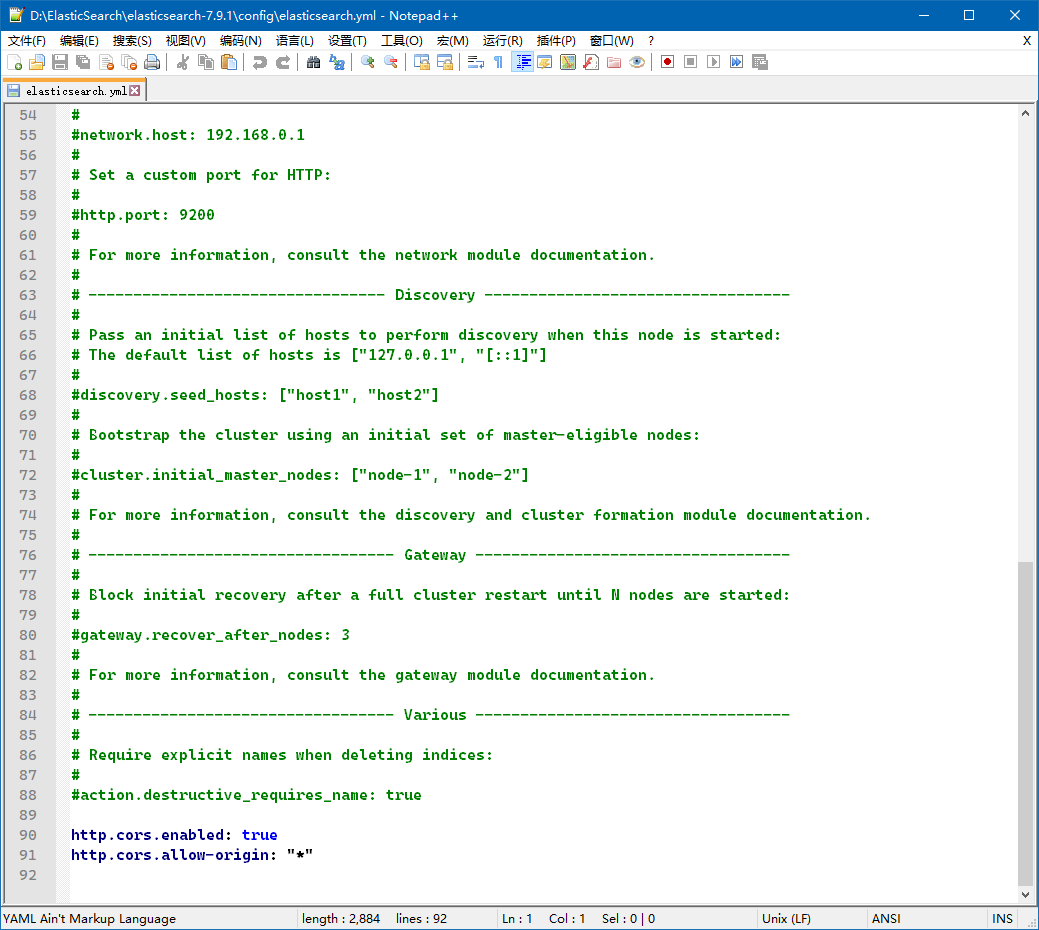 D:\ElasticSearch\elasticsearch-7.9.1\config\elasticsearch.yml - Notepad++
文件(F) 编辑(E) 搜索(S) 视图(V) 编码(N) 语言(L) 设置(T) 工具(O) 宏(M) 运行(R) 插件(P) 窗口(W) ? X
elasticsearch.yml
54 #
55 #network.host: 192.168.0.1
56 #
57 # Set a custom port for HTTP:
58 #
59 #http.port: 9200
60 #
61 # For more information, consult the network module documentation.
62 #
63 # --------------------------------- Discovery ----------------------------------
64 #
65 # Pass an initial list of hosts to perform discovery when this node is started:
66 # The default list of hosts is ["127.0.0.1", "[::1]"]
67 #
68 #discovery.seed_hosts: ["host1", "host2"]
69 #
70 # Bootstrap the cluster using an initial set of master-eligible nodes:
71 #
72 #cluster.initial_master_nodes: ["node-1", "node-2"]
73 #
74 # For more information, consult the discovery and cluster formation module documentation.
75 #
76 # ---------------------------------- Gateway -----------------------------------
77 #
78 # Block initial recovery after a full cluster restart until N nodes are started:
79 #
80 #gateway.recover_after_nodes: 3
81 #
82 # For more information, consult the gateway module documentation.
83 #
84 # ---------------------------------- Various -----------------------------------
85 #
86 # Require explicit names when deleting indices:
87 #
88 #action.destructive_requires_name: true
89
90 http.cors.enabled: true
91 http.cors.allow-origin: "*"
92
YAML Ain't Markup Language length : 2,884 lines : 92 Ln : 1 Col : 1 Sel : 0 | 0 Unix (LF) ANSI INS